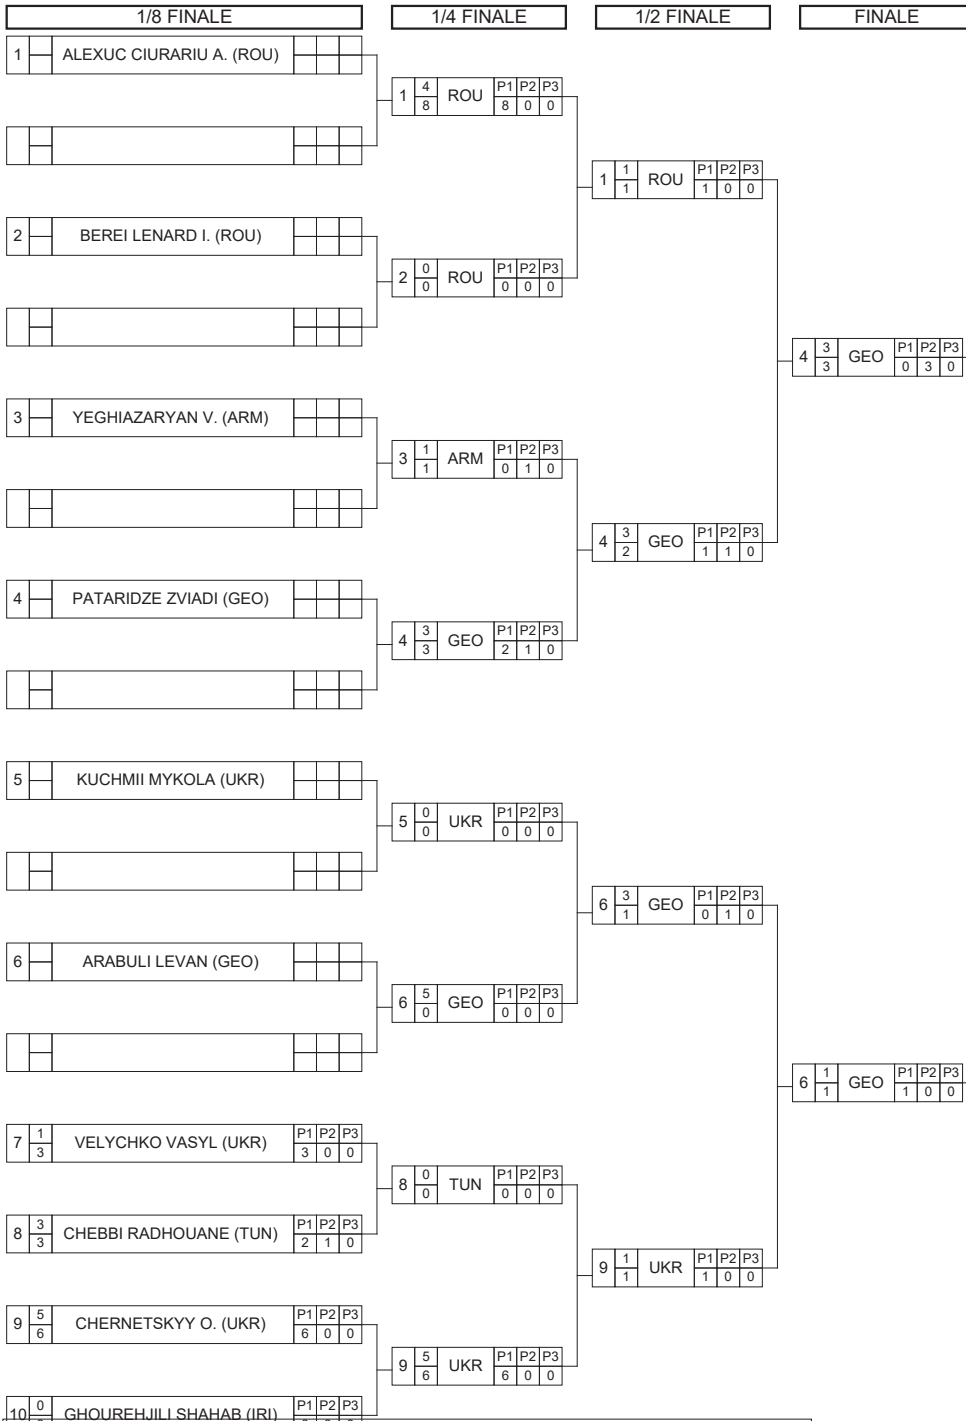 1/8 FINALE 1/4 FINALE 1/2 FINALE FINALE
1 ALEXUC CIURARIU A. (ROU)
1 4 8 ROU P1 P2 P3 8 0 0
1 1 1 ROU P1 P2 P3 1 0 0
2 BEREI LENARD I. (ROU)
2 0 0 ROU P1 P2 P3 0 0 0
4 3 3 GEO P1 P2 P3 0 3 0
3 YEGHIAZARYAN V. (ARM)
3 1 1 ARM P1 P2 P3 0 1 0
4 3 2 GEO P1 P2 P3 1 1 0
4 PATARIDZE ZVIADI (GEO)
4 3 3 GEO P1 P2 P3 2 1 0
5 KUCHMII MYKOLA (UKR)
5 0 0 UKR P1 P2 P3 0 0 0
6 3 1 GEO P1 P2 P3 0 1 0
6 ARABULI LEVAN (GEO)
6 5 0 GEO P1 P2 P3 0 0 0
6 1 1 GEO P1 P2 P3 1 0 0
7 1 3 VELYCHKO VASYL (UKR) P1 P2 P3 3 0 0
8 0 0 TUN P1 P2 P3 0 0 0
8 3 3 CHEBBI RADHOUANE (TUN) P1 P2 P3 2 1 0
9 1 1 UKR P1 P2 P3 1 0 0
9 5 6 CHERNETSKYY O. (UKR) P1 P2 P3 6 0 0
9 5 6 UKR P1 P2 P3 6 0 0
10 0 GHOUREHJILI SHAHAB (IRI) P1 P2 P3